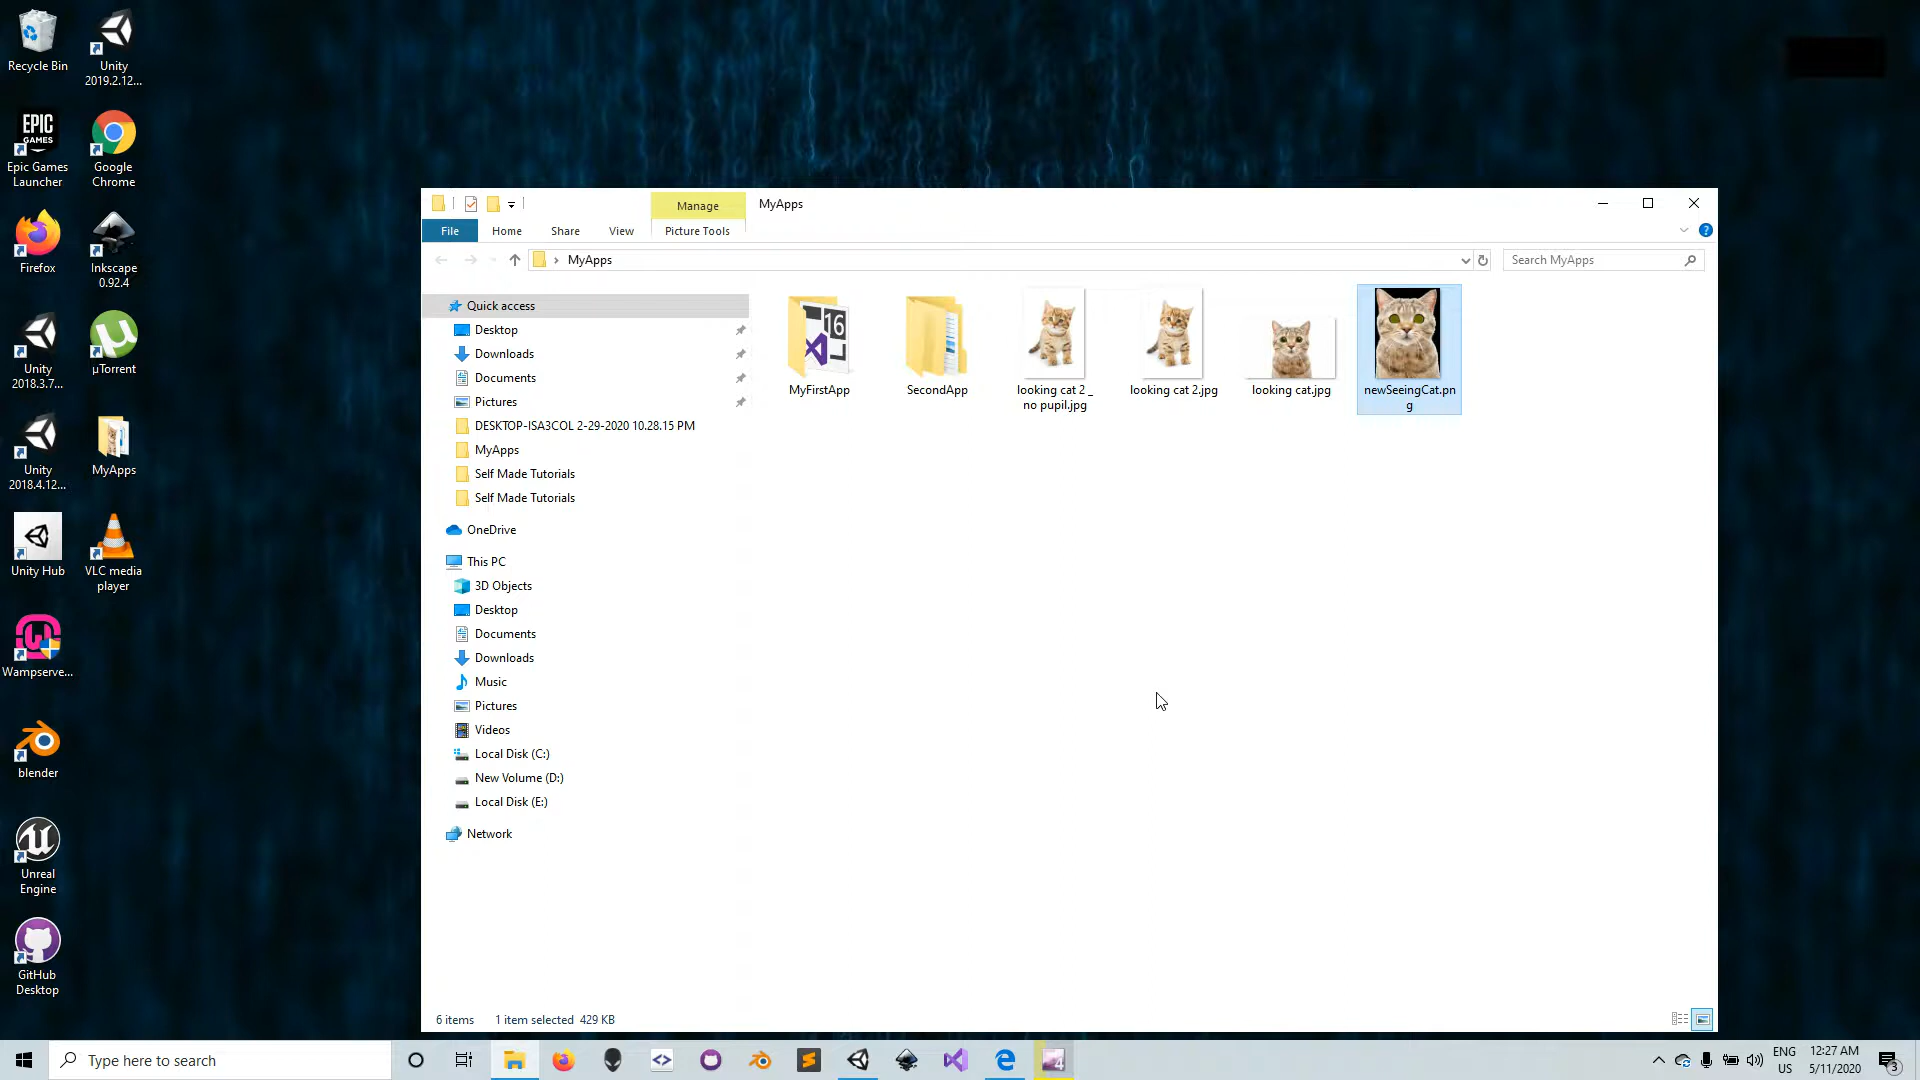 Recycle Bin
Unity
2019.2.12...
EPIC
GAMES
Epic Games
Launcher
Google
Chrome
Firefox
Inkscape
0.92.4
Unity
2018.3.7...
µTorrent
Unity
2018.4.12...
MyApps
Unity Hub
VLC media
player
Wampserve...
blender
Unreal
Engine
GitHub
Desktop
Manage
MyApps
File
Home
Share
View
Picture Tools
MyApps
Search MyApps
Quick access
Desktop
Downloads
Documents
Pictures
DESKTOP-ISA3COL 2-29-2020 10.28.15 PM
MyApps
Self Made Tutorials
Self Made Tutorials
OneDrive
This PC
3D Objects
Desktop
Documents
Downloads
Music
Pictures
Videos
Local Disk (C:)
New Volume (D:)
Local Disk (E:)
Network
16
MyFirstApp
SecondApp
looking cat 2 _
no pupil.jpg
looking cat 2.jpg
looking cat.jpg
newSeeingCat.pn
g
6 items
1 item selected 429 KB
Type here to search
4
ENG
US
12:27 AM
5/11/2020
3